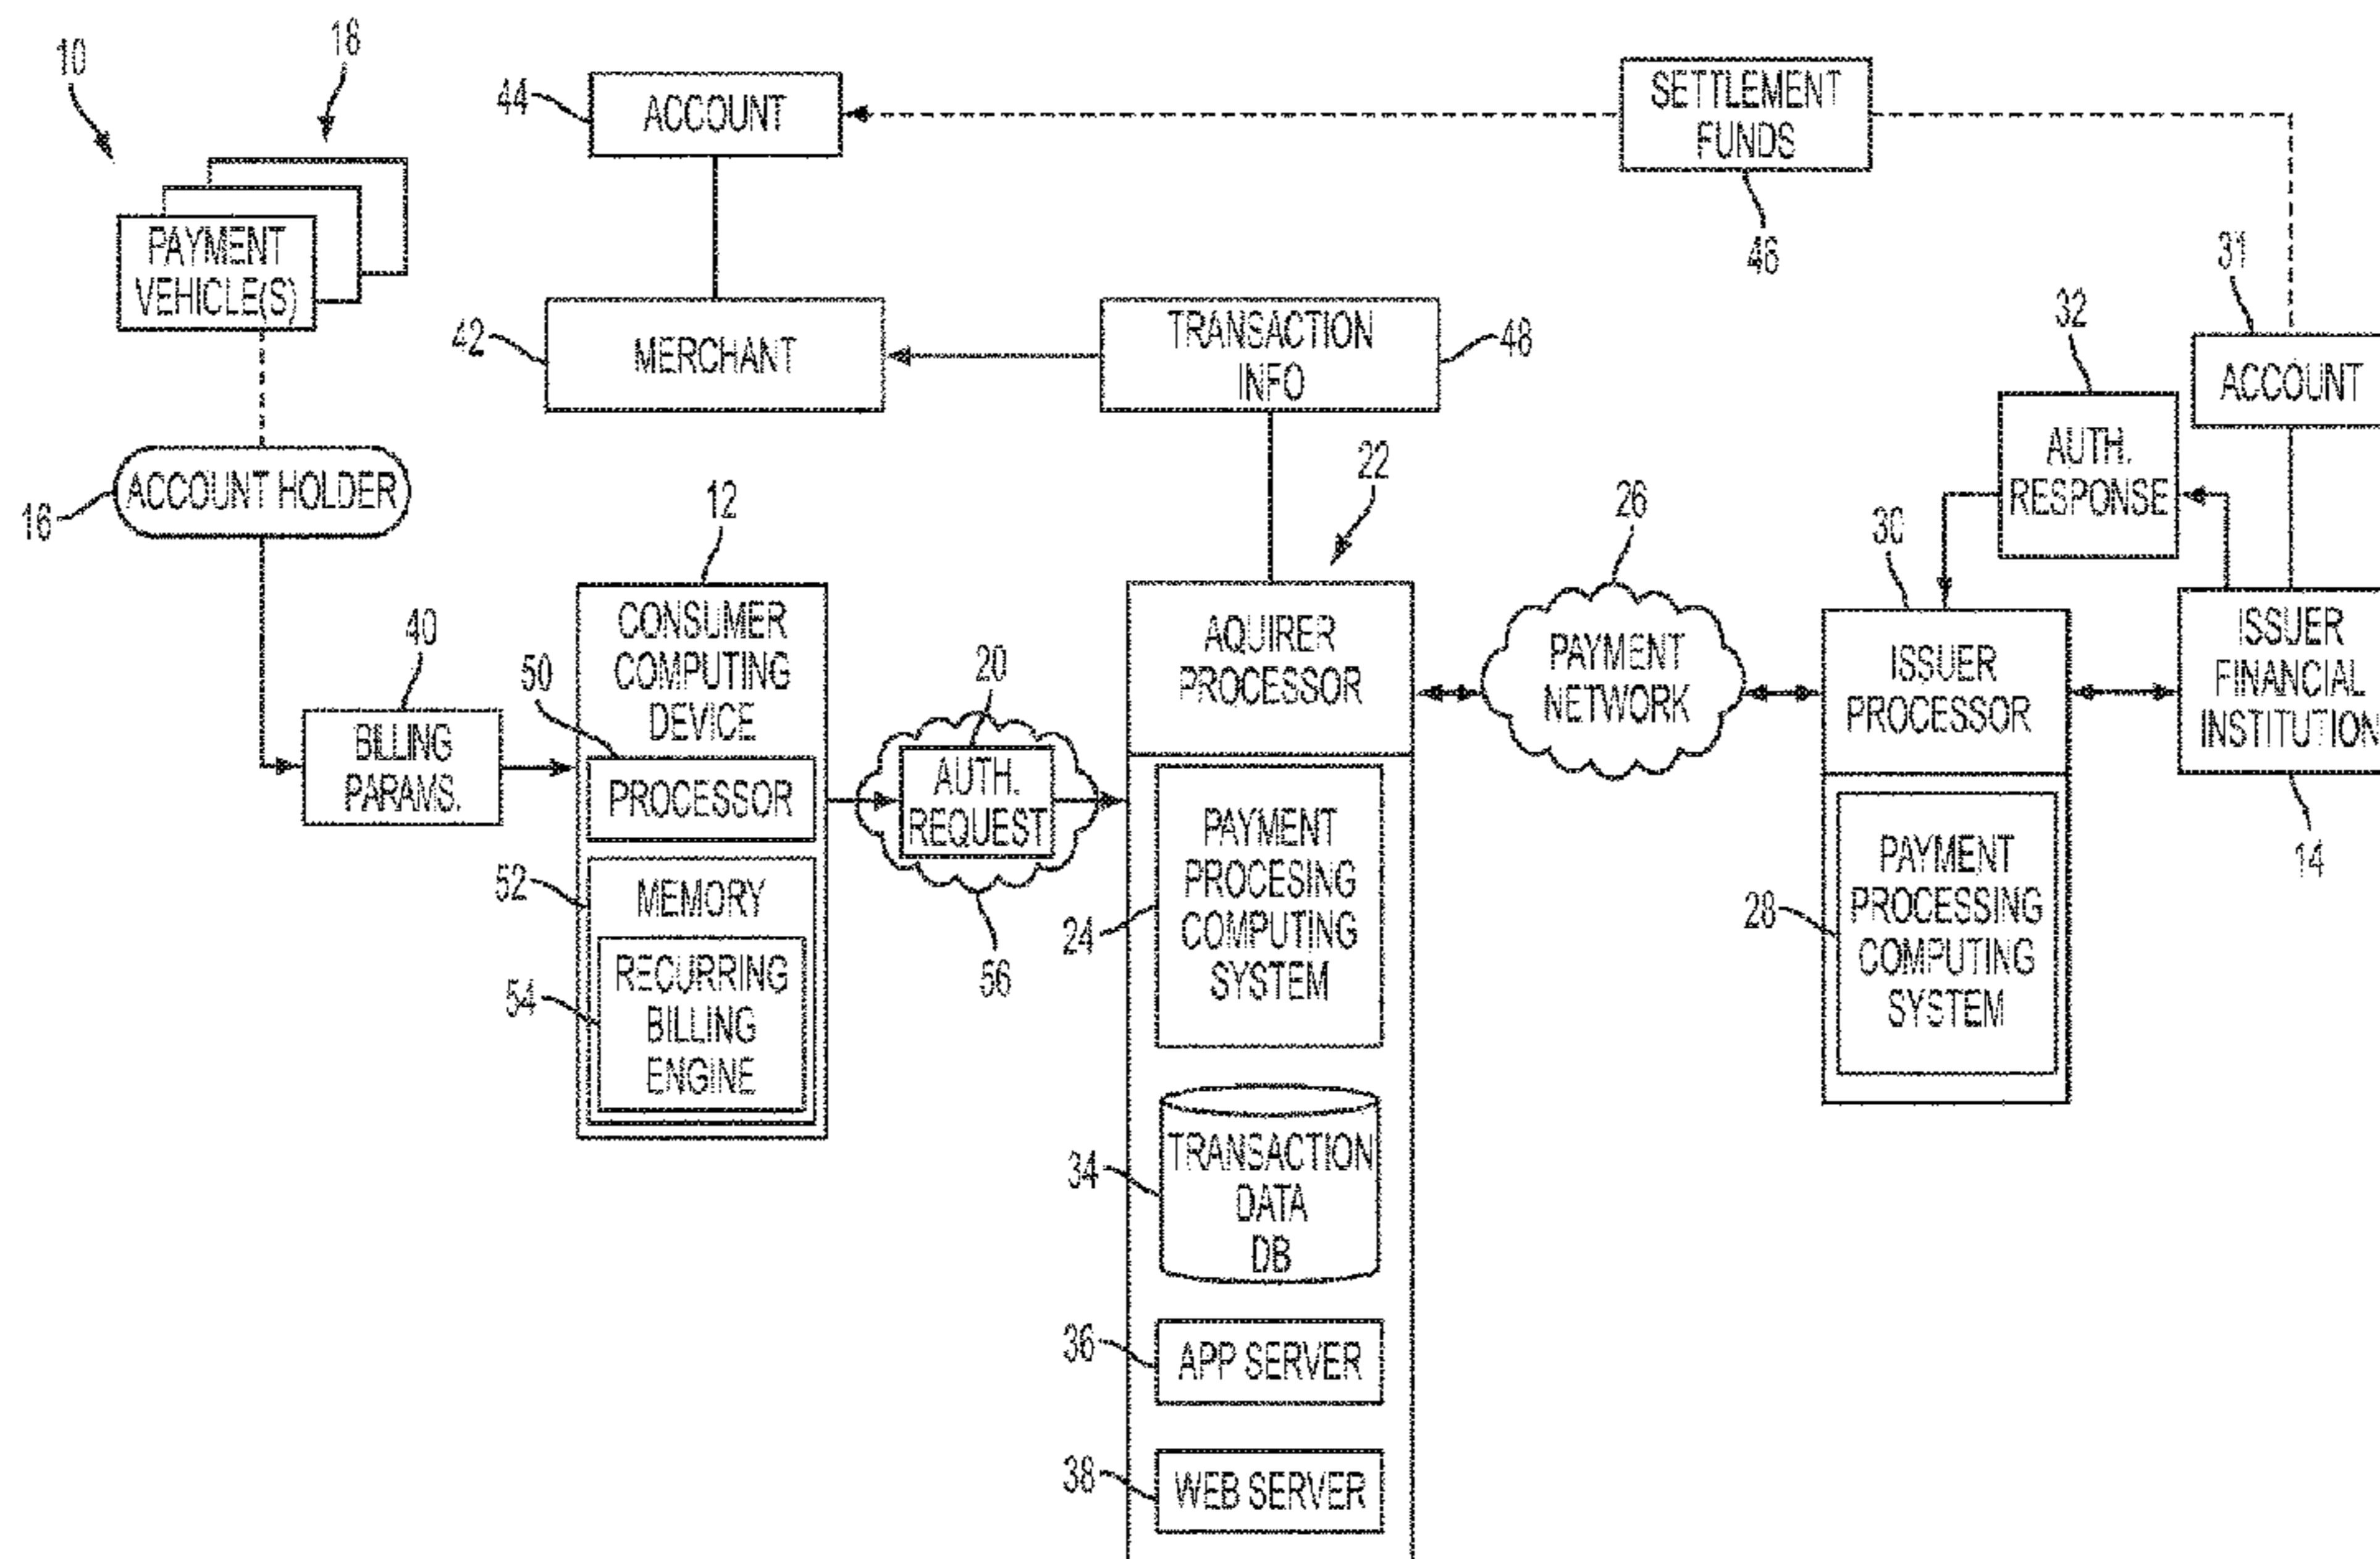 10
18
PAYMENT
VEHICLE(S)
44
ACCOUNT
SETTLEMENT
FUNDS
46
42
MERCHANT
TRANSACTION
INFO
48
31
ACCOUNT
32
AUTH.
RESPONSE
16
ACCOUNT HOLDER
40
BILLING
PARAMS.
12
CONSUMER
COMPUTING
DEVICE
50
PROCESSOR
52
MEMORY
54
RECURRING
BILLING
ENGINE
20
AUTH.
REQUEST
56
22
AQUIRER
PROCESSOR
24
PAYMENT
PROCESING
COMPUTING
SYSTEM
34
TRANSACTION
DATA
DB
36
APP SERVER
38
WEB SERVER
26
PAYMENT
NETWORK
30
ISSUER
PROCESSOR
28
PAYMENT
PROCESSING
COMPUTING
SYSTEM
ISSUER
FINANCIAL
INSTITUTION
14